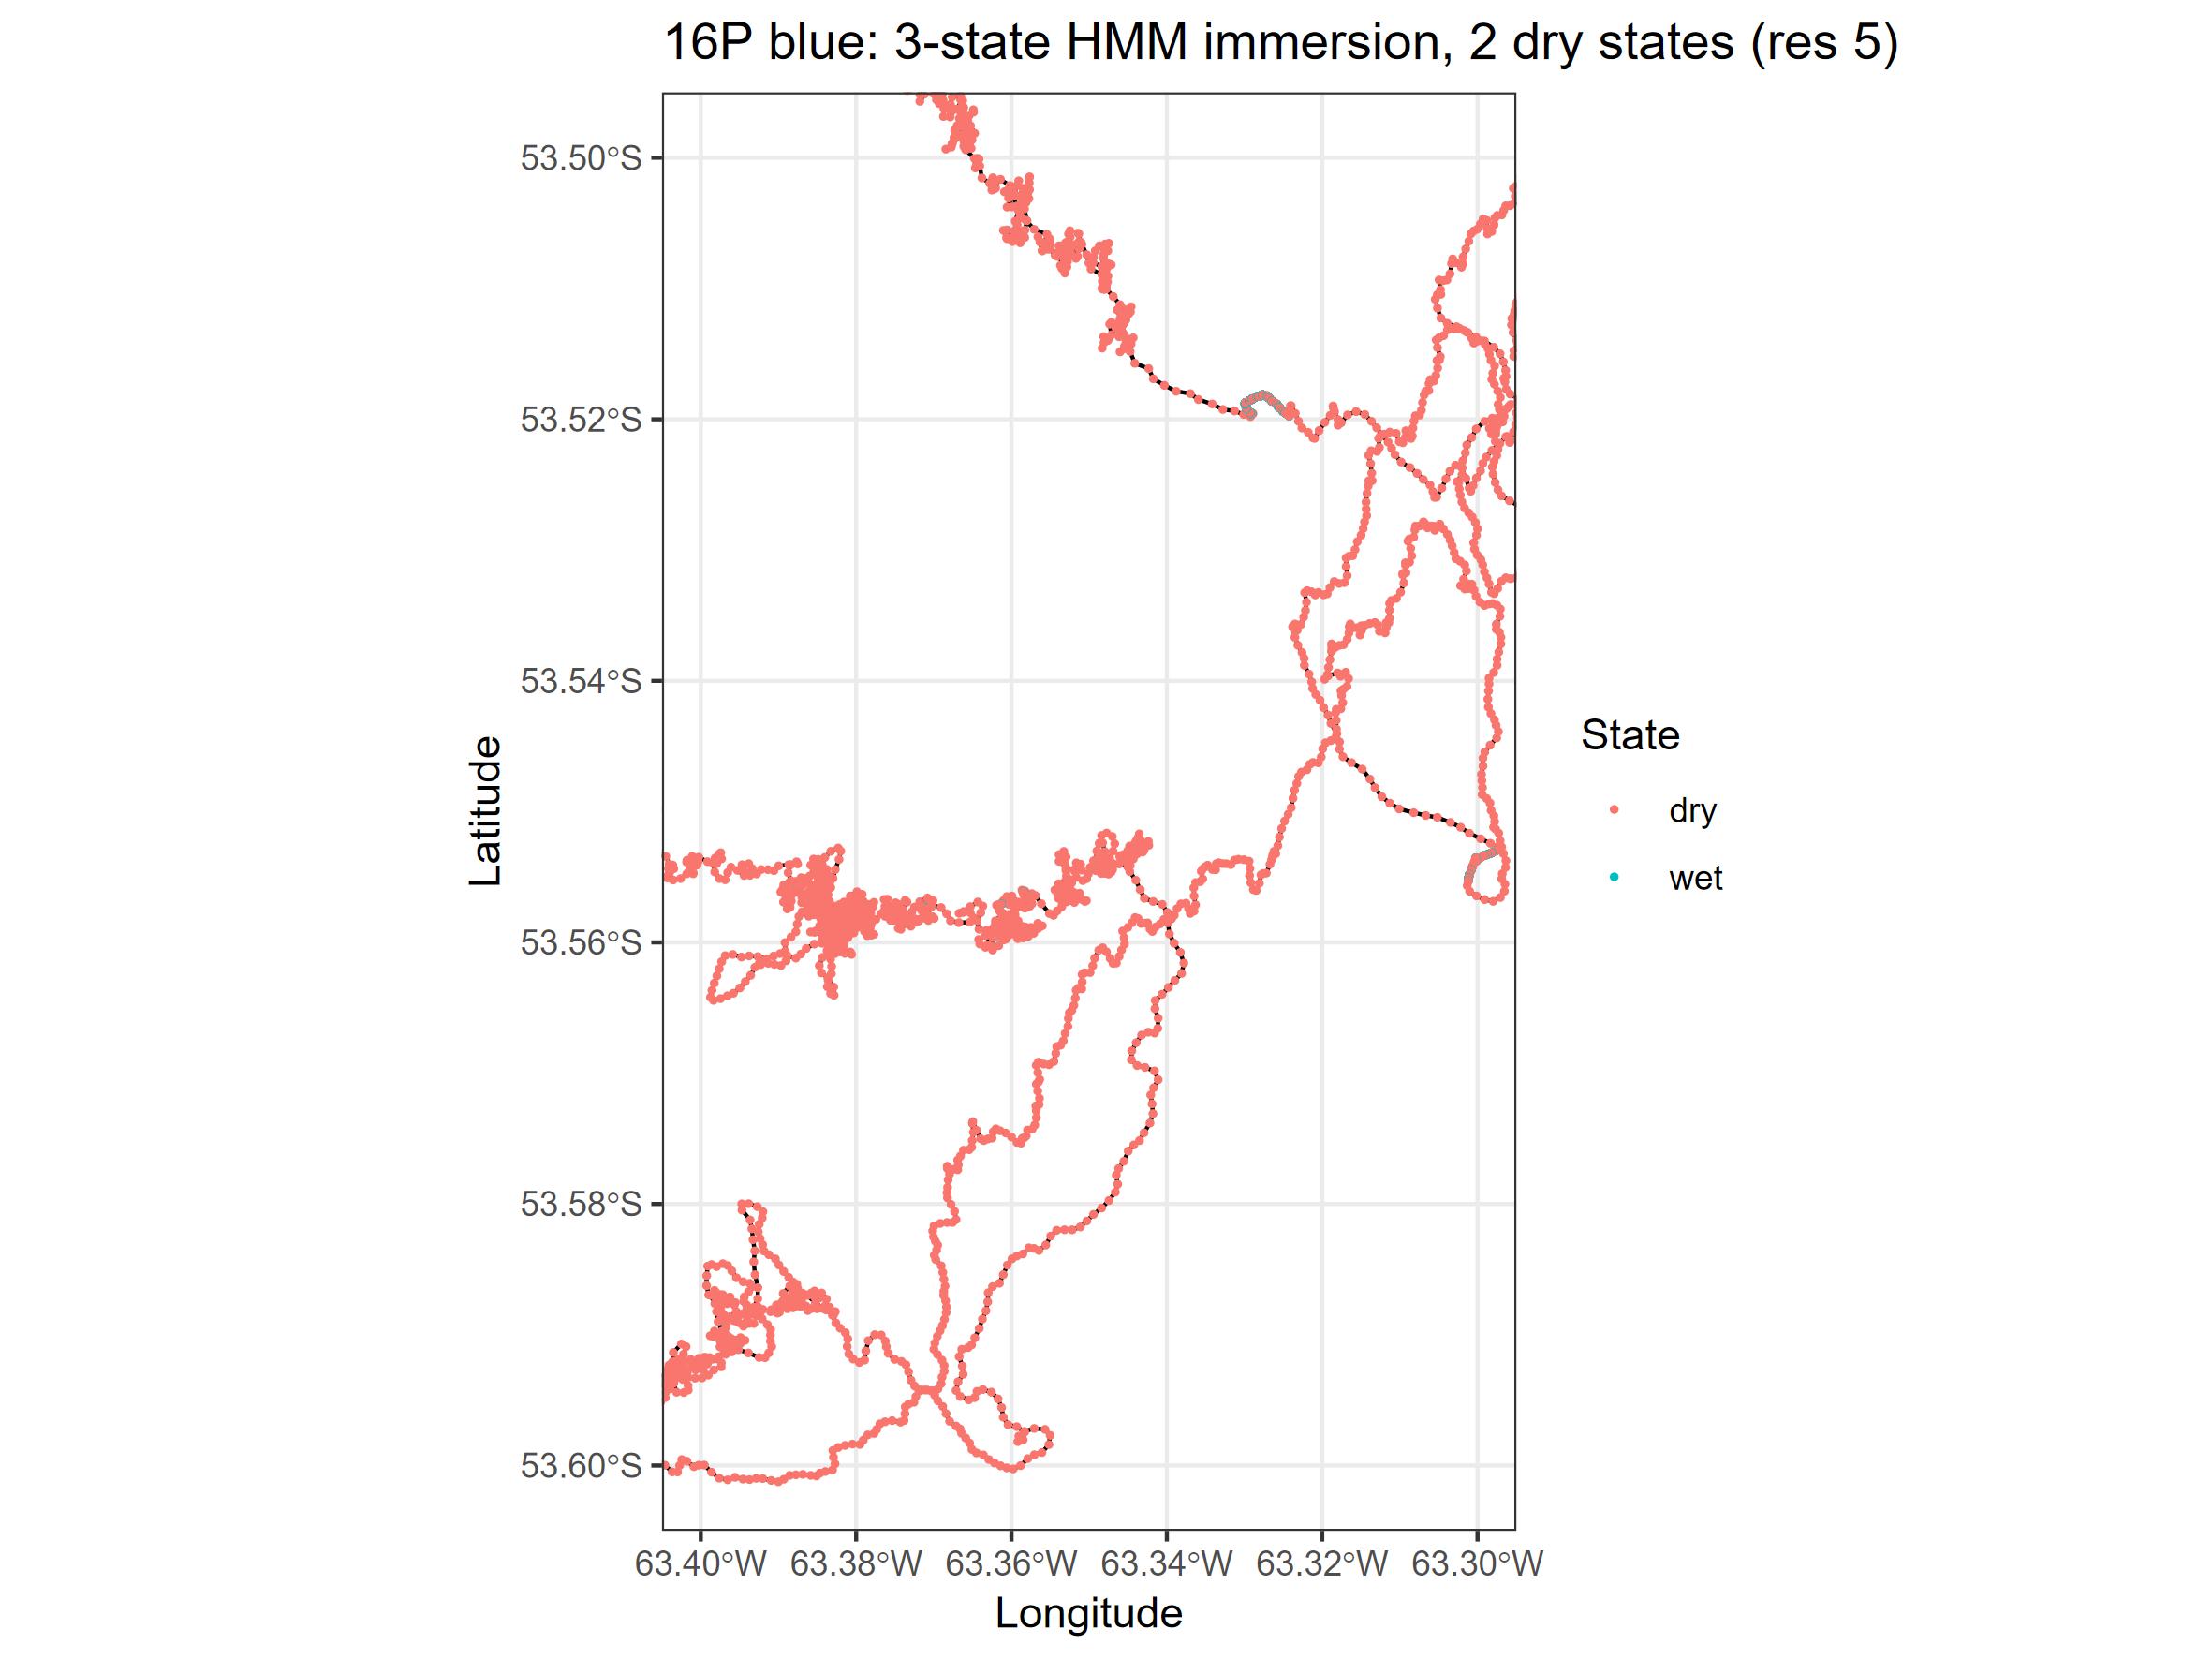 16P blue: 3-state HMM immersion, 2 dry states (res 5)
53.50°S
53.52°S
53.54°S
53.56°S
53.58°S
53.60°S
Latitude
63.40°W 63.38°W 63.36°W 63.34°W 63.32°W 63.30°W
Longitude
State
dry
wet